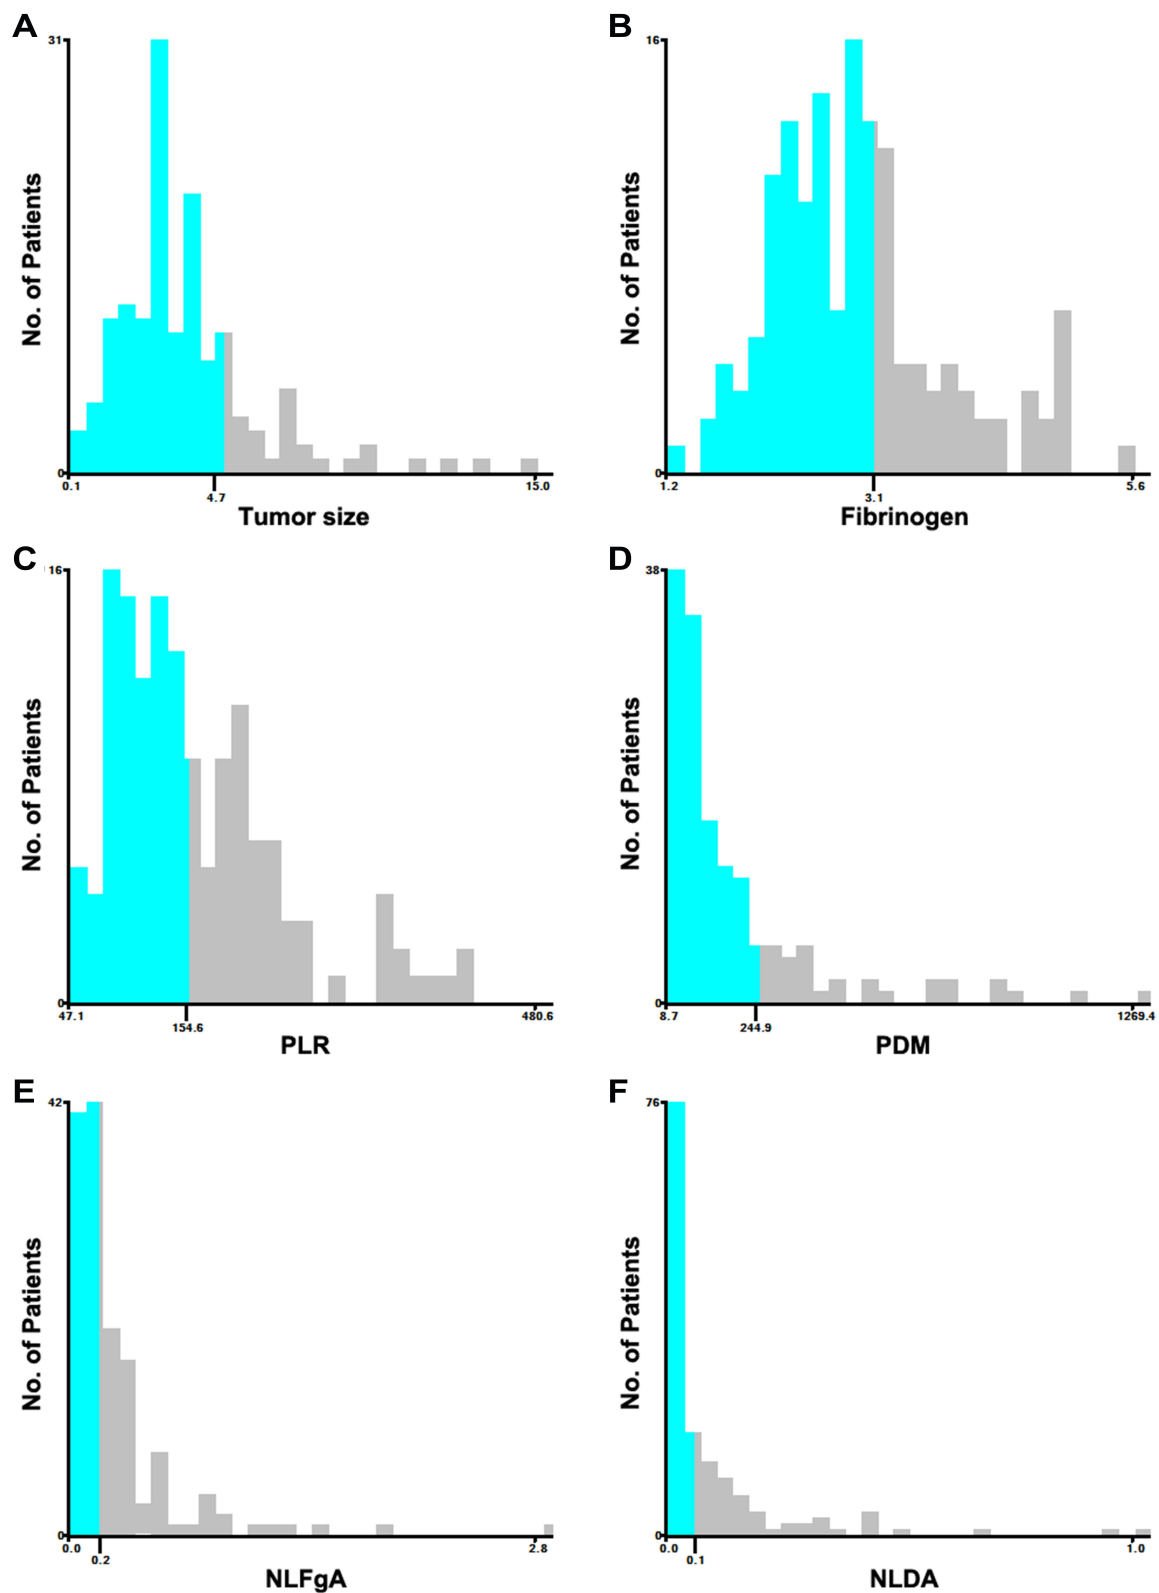 A
No. of Patients
31
0
0.1
4.7
15.0
Tumor size
B
No. of Patients
16
0
1.2
3.1
5.6
Fibrinogen
C
No. of Patients
16
0
47.1
154.6
480.6
PLR
D
No. of Patients
38
0
8.7
244.9
1269.4
PDM
E
No. of Patients
42
0
0.0
0.2
2.8
NLFgA
F
No. of Patients
76
0
0.0
0.1
1.0
NLDA